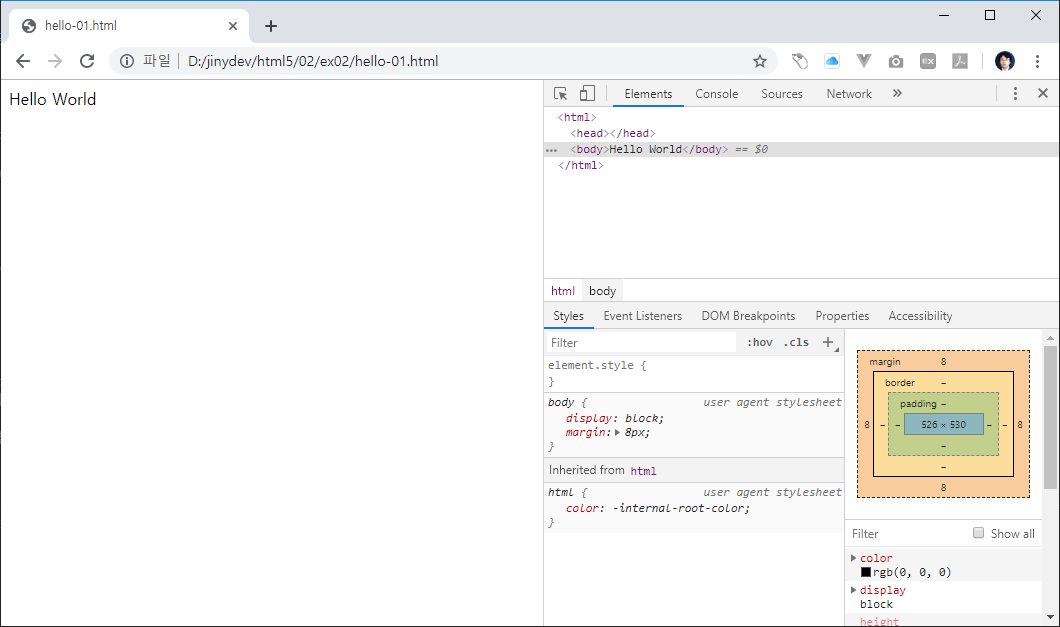 hello-01.html
파일 D:/jinydev/html5/02/ex02/hello-01.html
Hello World
Elements Console Sources Network »
<html>
<head></head>
<body>Hello World</body> == $0
</html>
html body
Styles Event Listeners DOM Breakpoints Properties Accessibility
Filter :hov .cls +
element.style {
}
body { user agent stylesheet
display: block;
margin: 8px;
}
Inherited from html
html { user agent stylesheet
color: -internal-root-color;
}
margin 8
border –
padding –
8 – – 526 × 530 – – 8
–
–
8
Filter Show all
color
rgb(0, 0, 0)
display
block
height